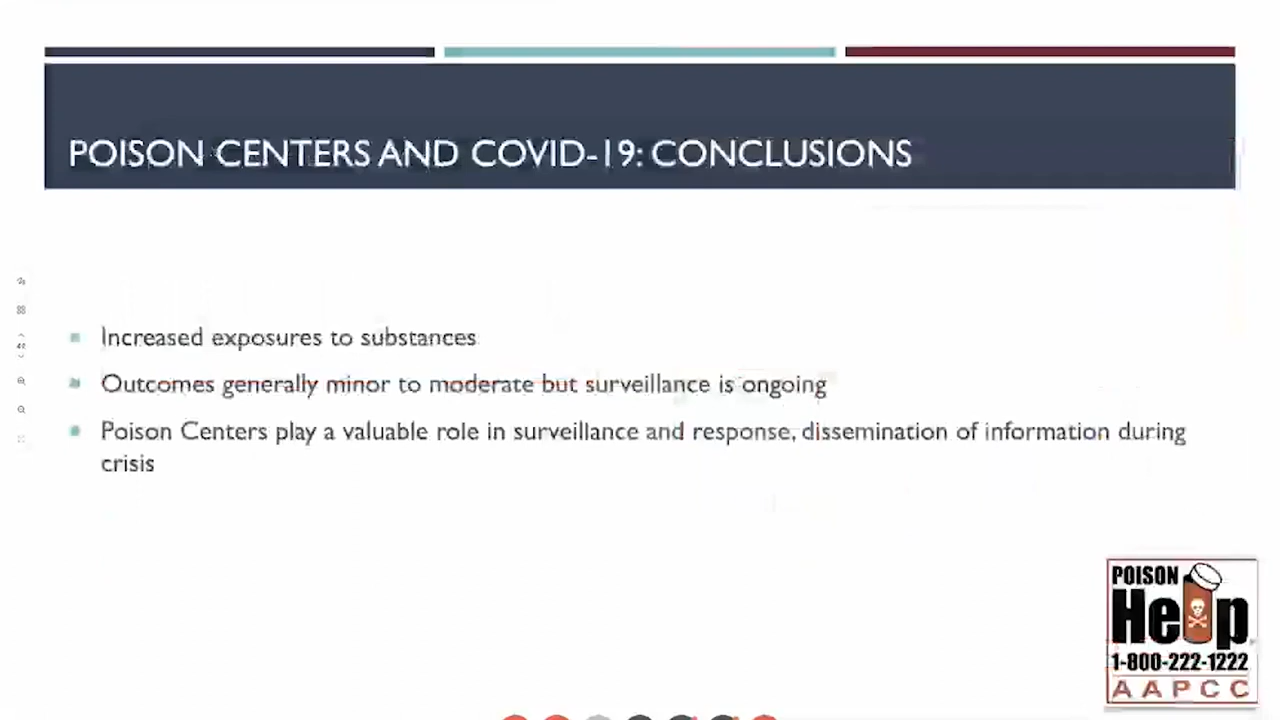 POISON CENTERS AND COVID-19: CONCLUSIONS
Increased exposures to substances
Outcomes generally minor to moderate but surveillance is ongoing
Poison Centers play a valuable role in surveillance and response, dissemination of information during
crisis
POISON
Help
1-800-222-1222
AAPCC